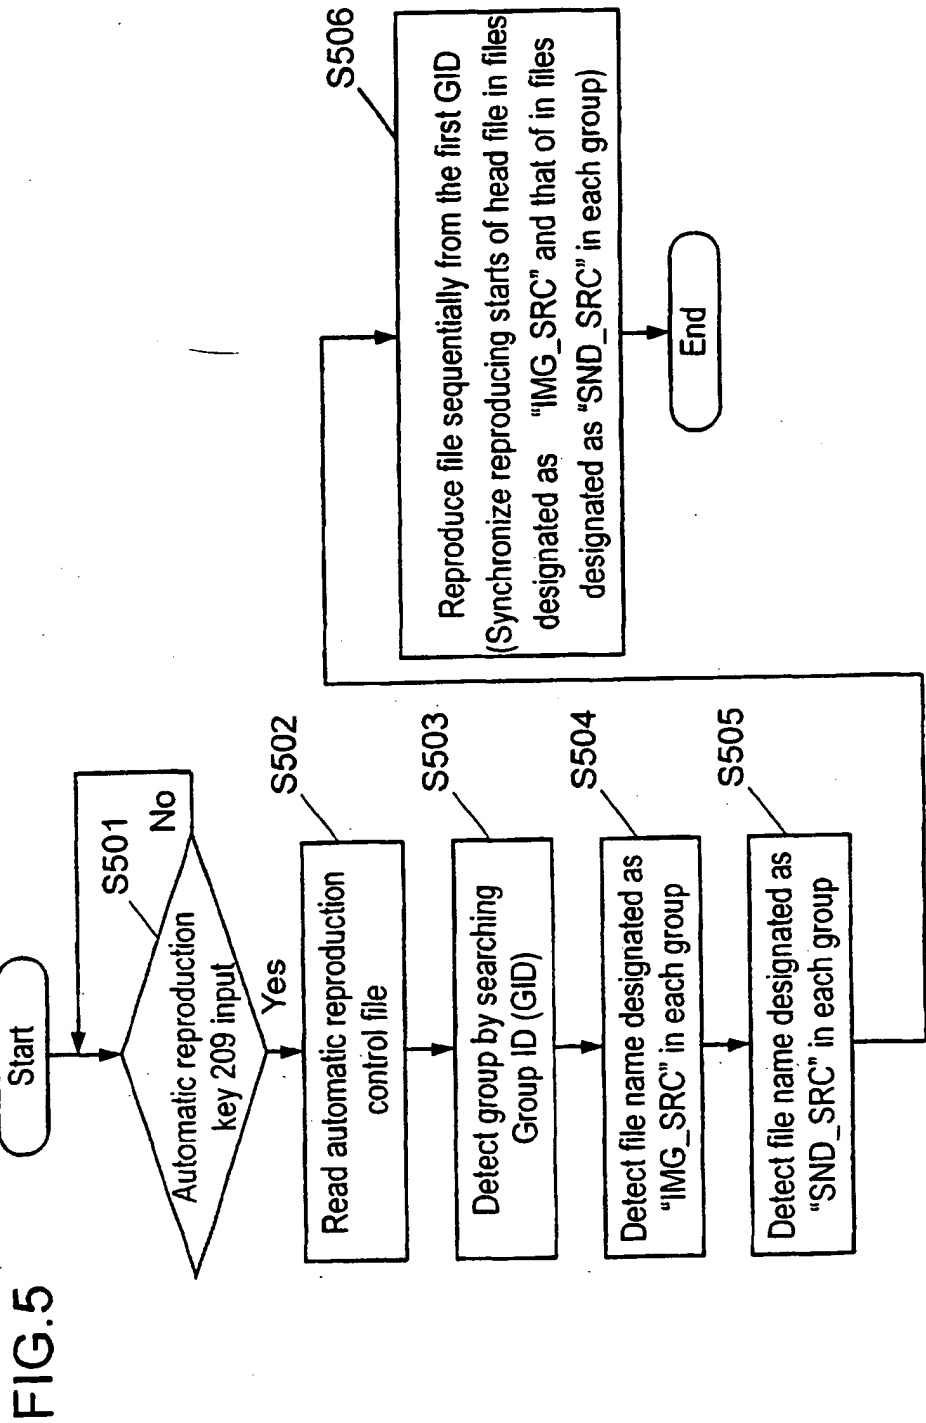 FIG.5
Start
S501
Automatic reproduction
key 209 input
No
Yes
S502
Read automatic reproduction
control file
S503
Detect group by searching
Group ID (GID)
S504
Detect file name designated as
“IMG_SRC” in each group
S505
Detect file name designated as
“SND_SRC” in each group
S506
Reproduce file sequentially from the first GID
(Synchronize reproducing starts of head file in files
designated as “IMG_SRC” and that of in files
designated as “SND_SRC” in each group)
End